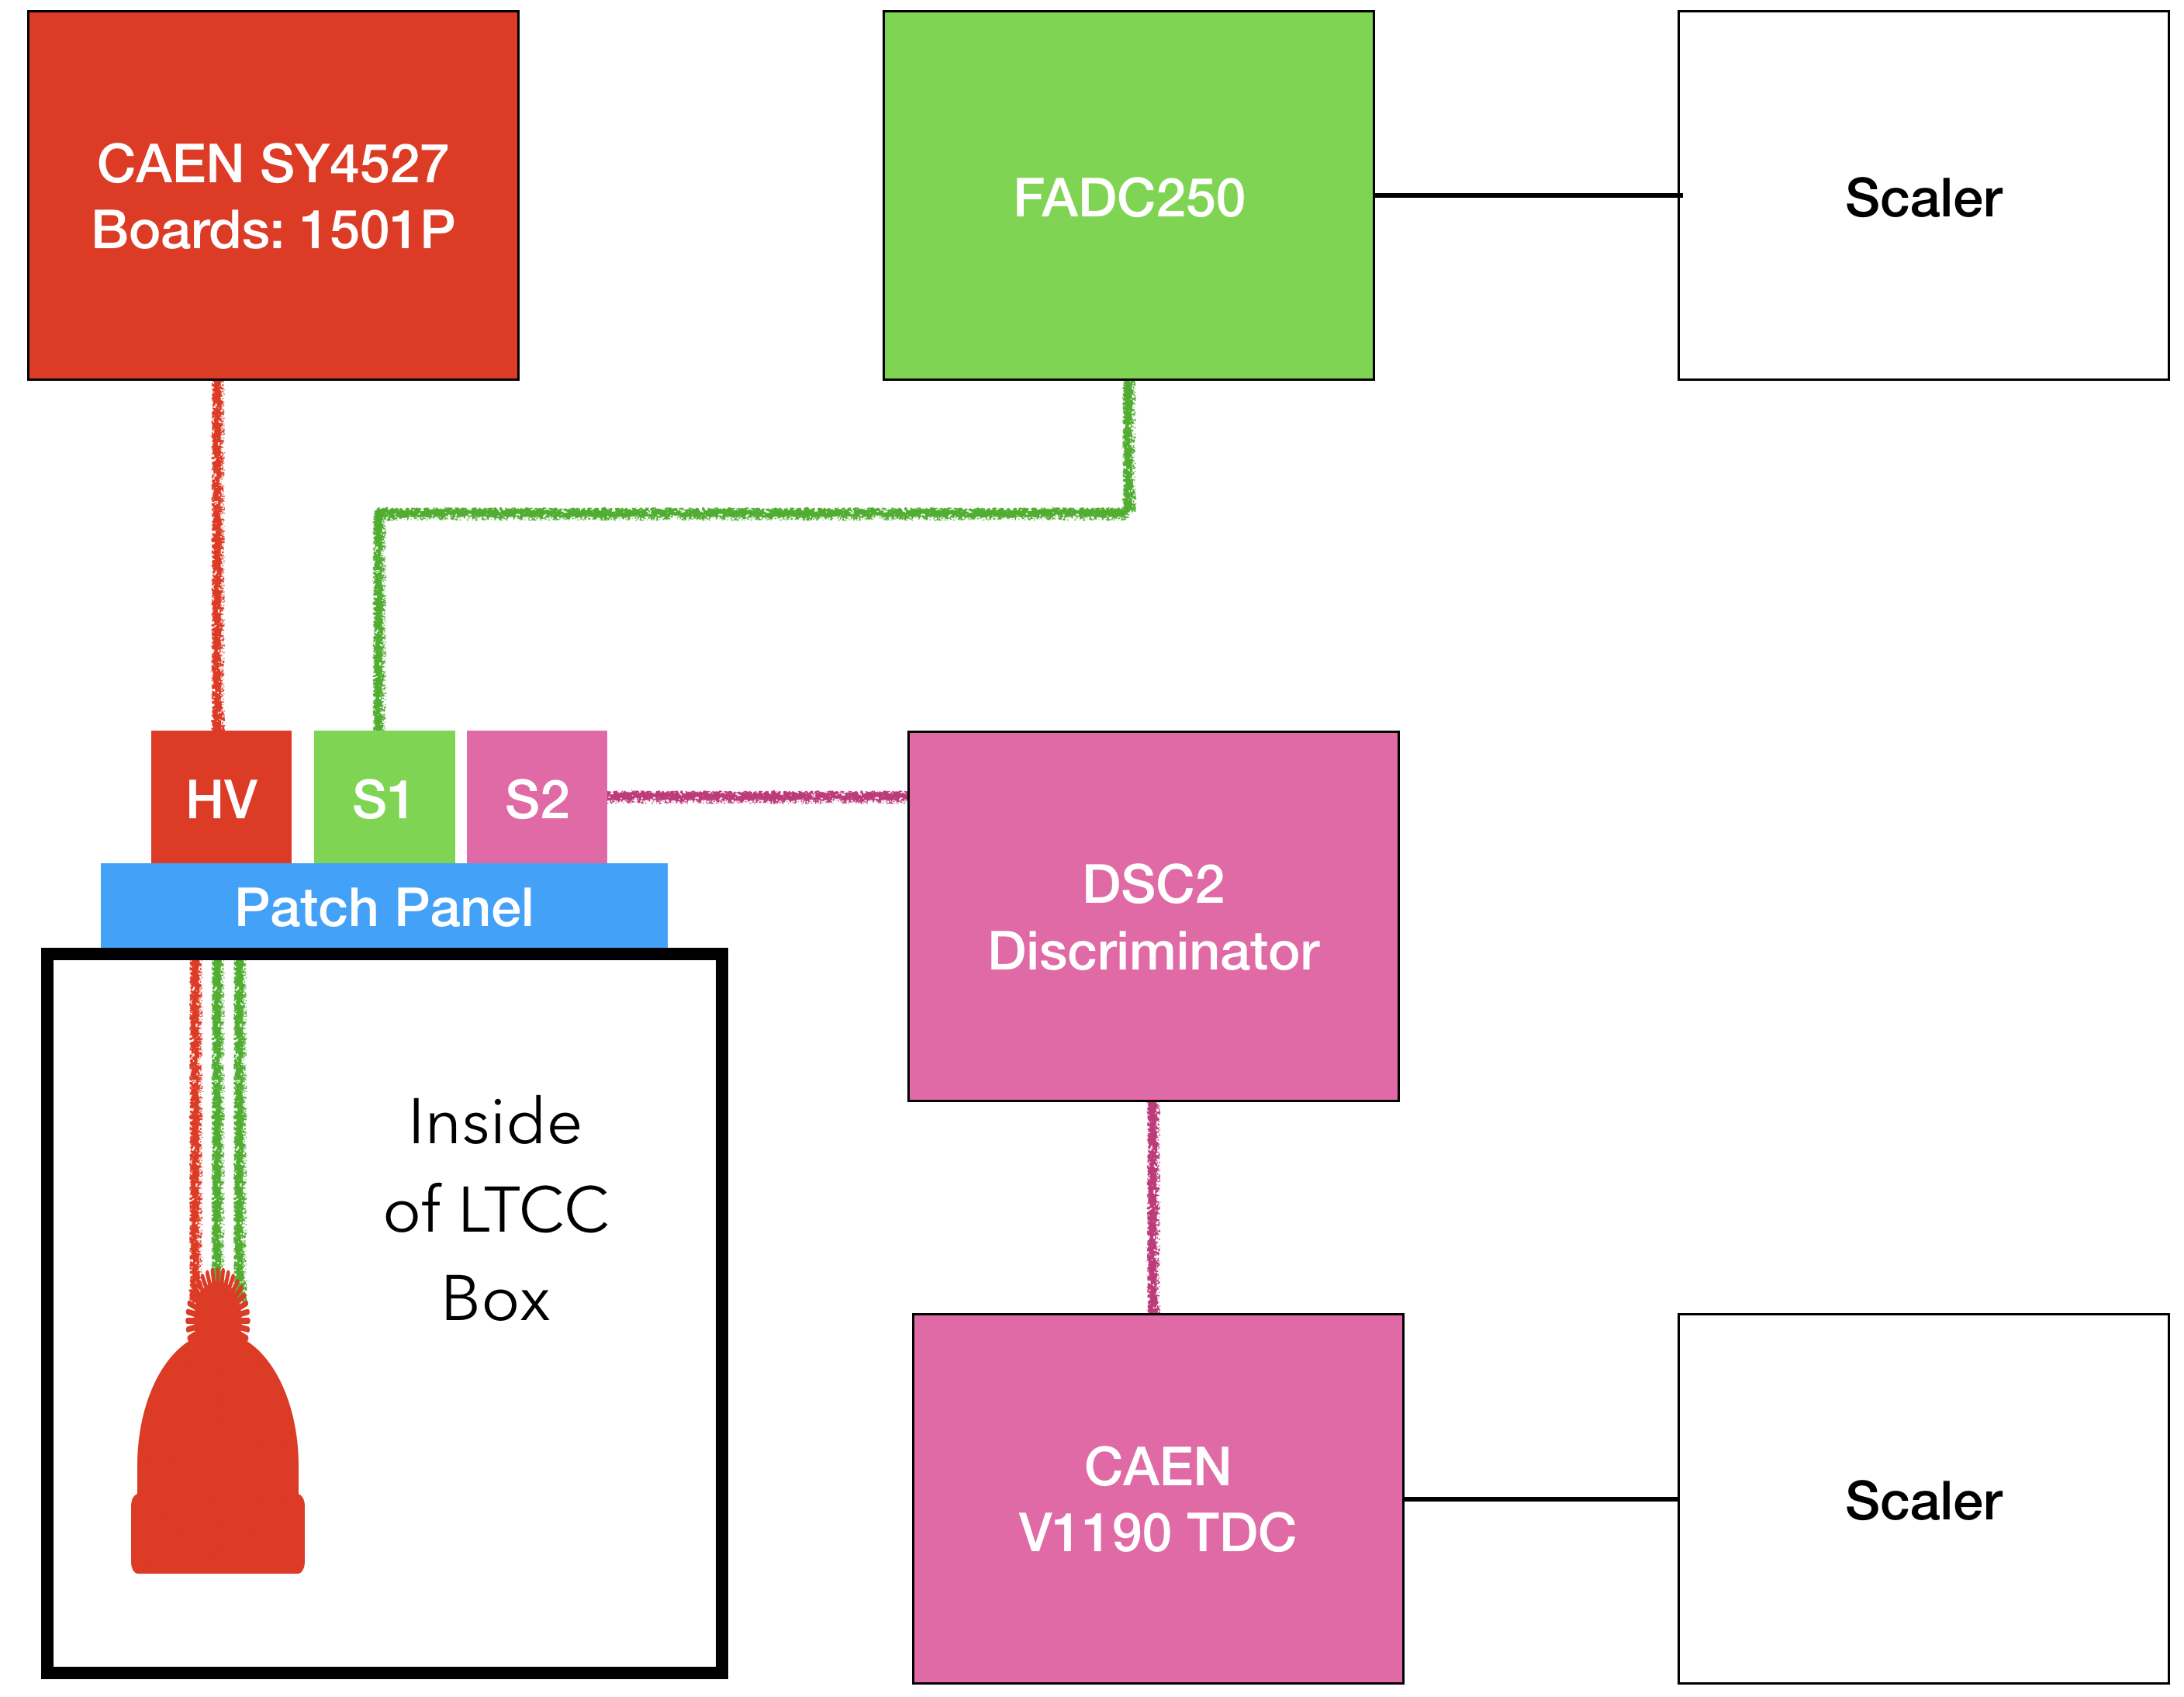 CAEN SY4527
Boards: 1501P
FADC250
Scaler
HV
S1
S2
Patch Panel
DSC2
Discriminator
Inside
of LTCC
Box
CAEN
V1190 TDC
Scaler